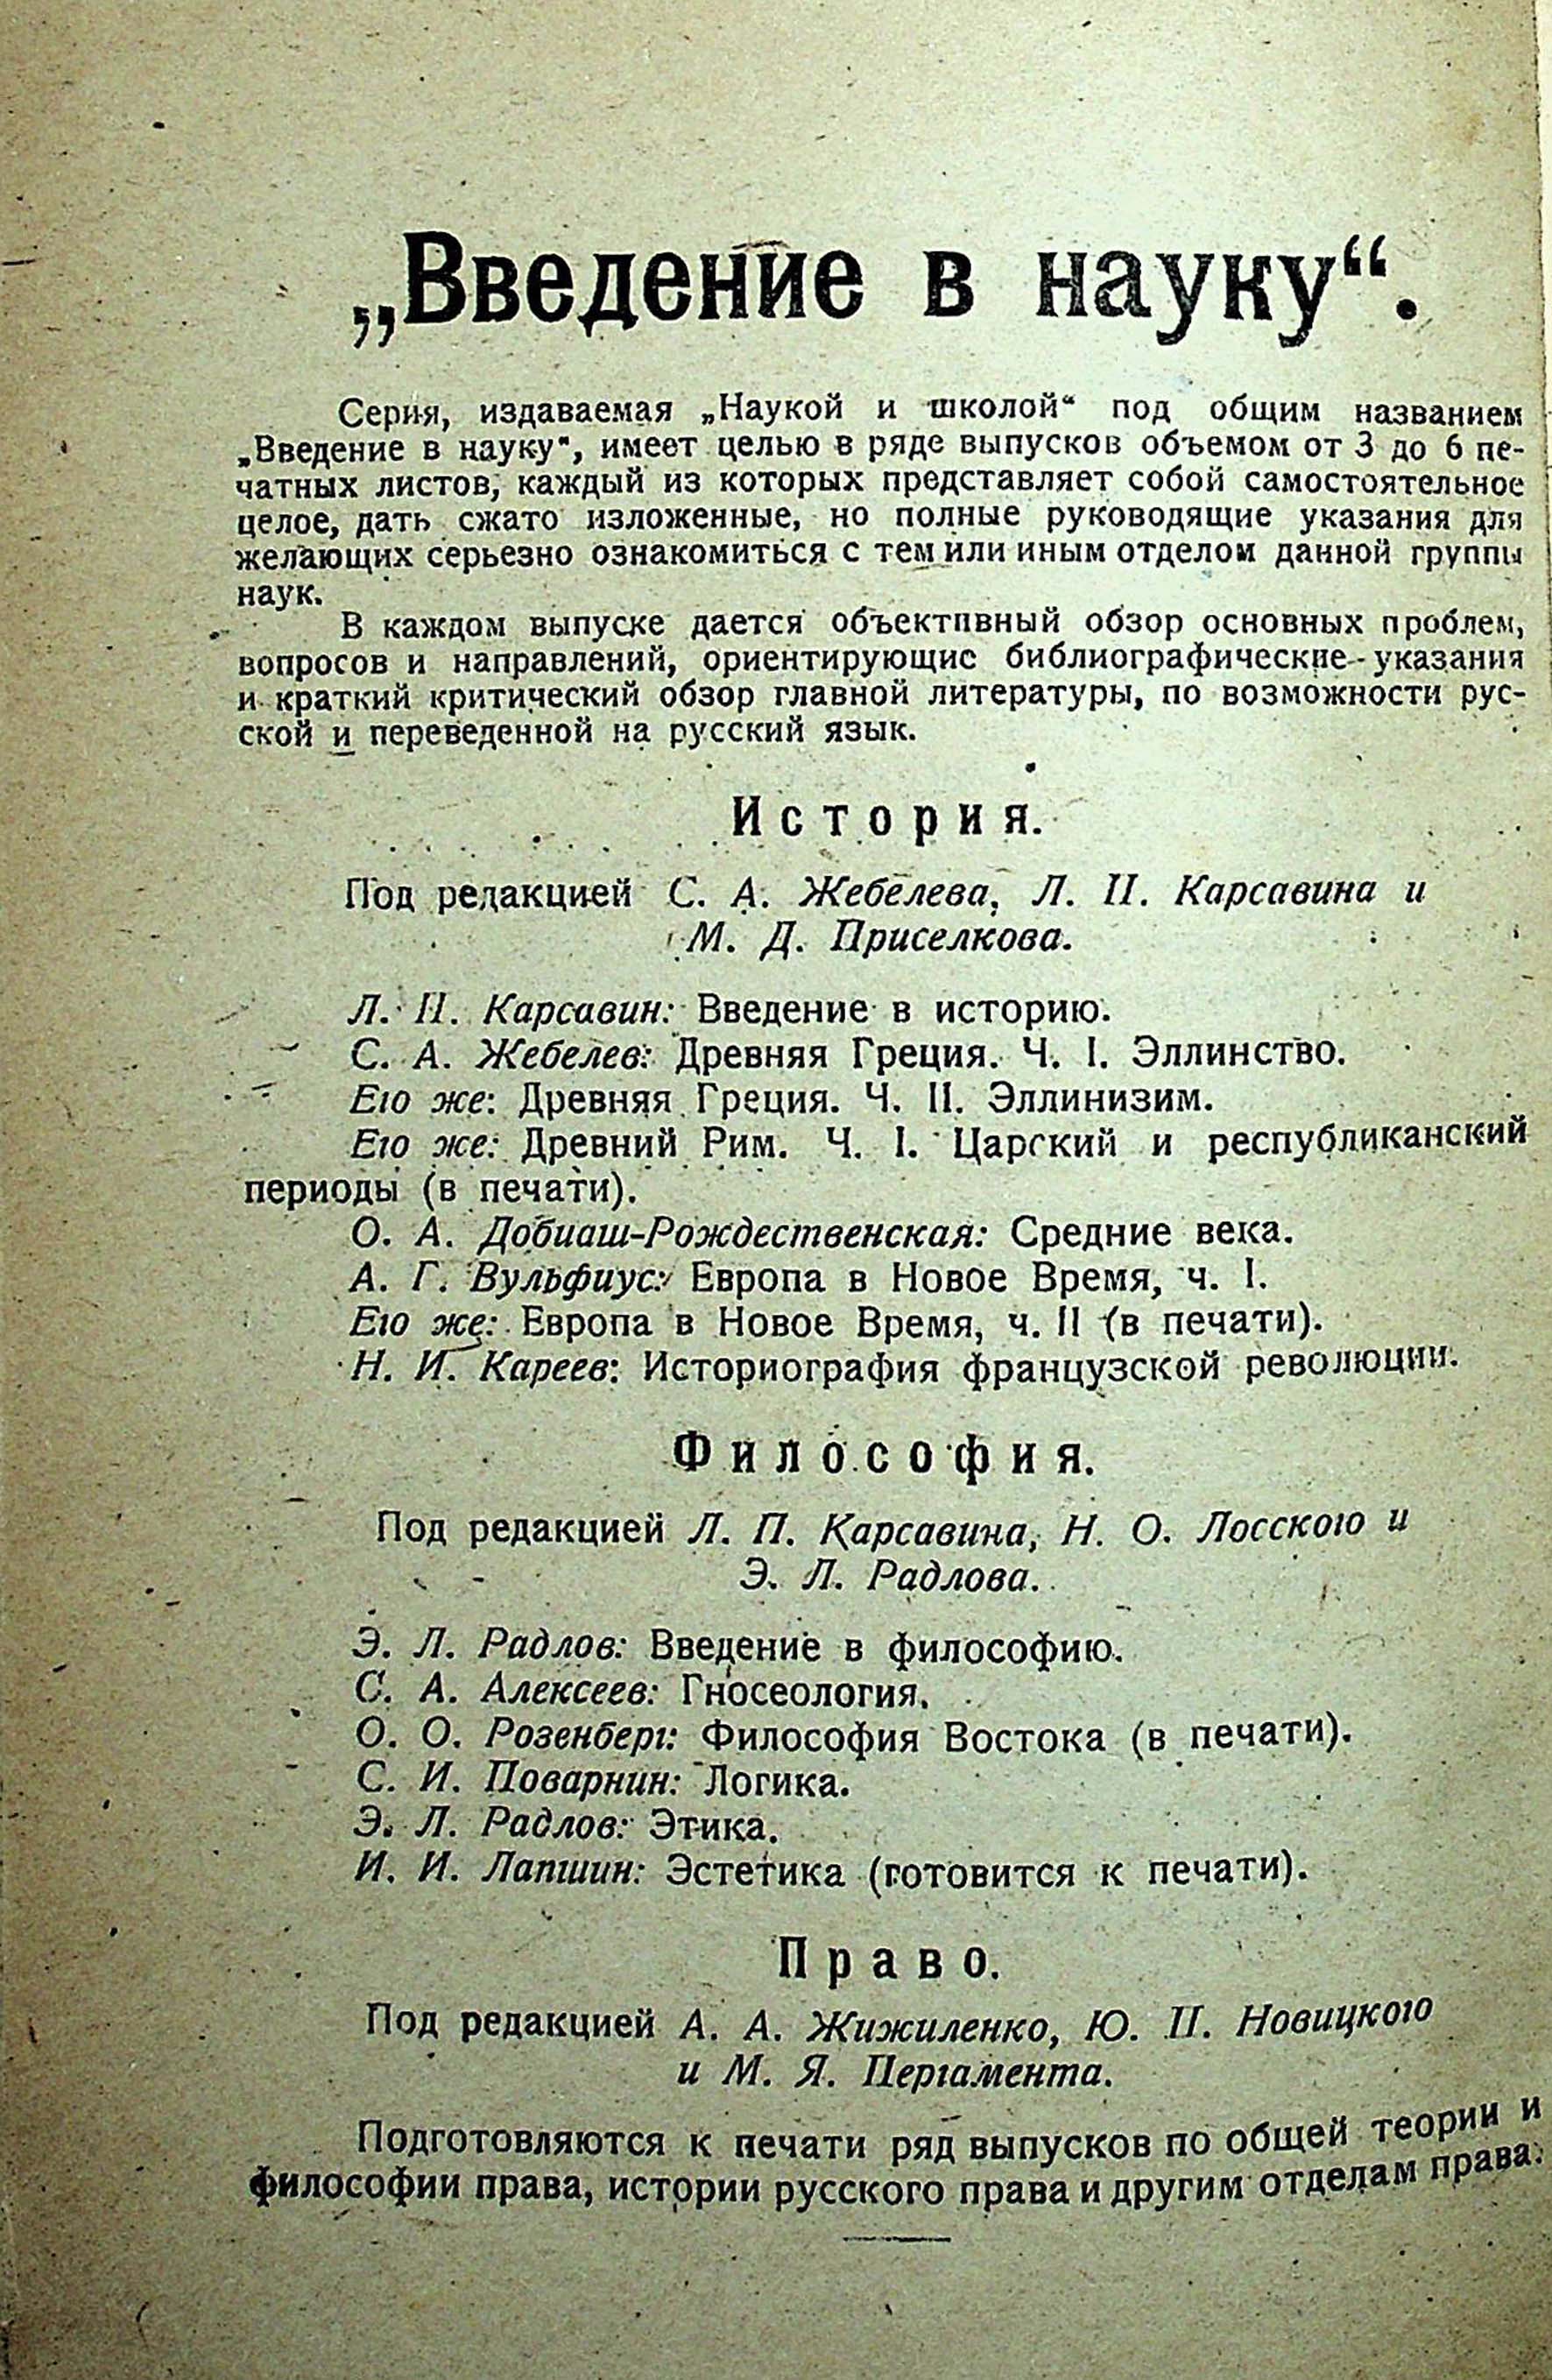 „Введение в науку“.
Серия, издаваемая „Наукой и школой“ под общим названием
„Введение в науку“, имеет целью в ряде выпусков объемом от 3 до 6 пе-
чатных листов, каждый из которых представляет собой самостоятельное
целое, дать сжато изложенные, но полные руководящие указания для
желающих серьезно ознакомиться с тем или иным отделом данной группы
наук.
В каждом выпуске дается объективный обзор основных проблем,
вопросов и направлений, ориентирующие библиографические указания
и краткий критический обзор главной литературы, по возможности рус-
ской и переведенной на русский язык.
История.
Под редакцией С. А. Жебелева, Л. П. Карсавина и
М. Д. Приселкова.
Л. П. Карсавин: Введение в историю.
С. А. Жебелев: Древняя Греция. Ч. I. Эллинство.
Его же: Древняя Греция. Ч. II. Эллинизим.
Его же: Древний Рим. Ч. I. Царский и республиканский
периоды (в печати).
О. А. Добиаш-Рождественская: Средние века.
А. Г. Вульфиус: Европа в Новое Время, ч. I.
Его же: Европа в Новое Время, ч. II (в печати).
Н. И. Кареев: Историография французской революции.
Философия.
Под редакцией Л. П. Карсавина, Н. О. Лосского и
Э. Л. Радлова.
Э. Л. Радлов: Введение в философию.
С. А. Алексеев: Гносеология.
О. О. Розенберг: Философия Востока (в печати).
С. И. Поварнин: Логика.
Э. Л. Радлов: Этика.
И. И. Лапшин: Эстетика (готовится к печати).
Право.
Под редакцией А. А. Жижиленко, Ю. П. Новицкого
и М. Я. Пергамента.
Подготовляются к печати ряд выпусков по общей теории и
философии права, истории русского права и другим отделам права.